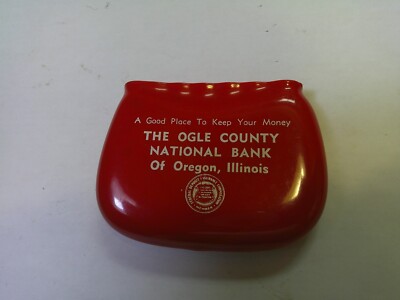 A Good Place To Keep Your Money
THE OGLE COUNTY
NATIONAL BANK
Of Oregon, Illinois